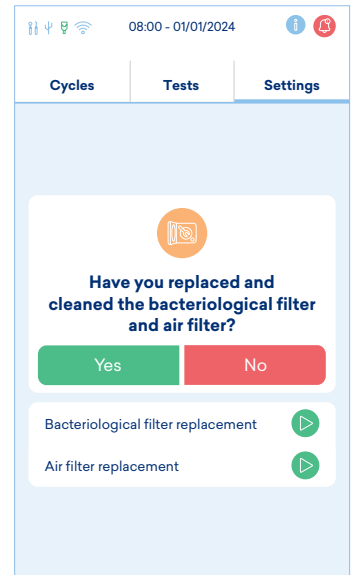 08:00 - 01/01/2024
Cycles Tests Settings
Have you replaced and
cleaned the bacteriological filter
and air filter?
Yes No
Bacteriological filter replacement
Air filter replacement